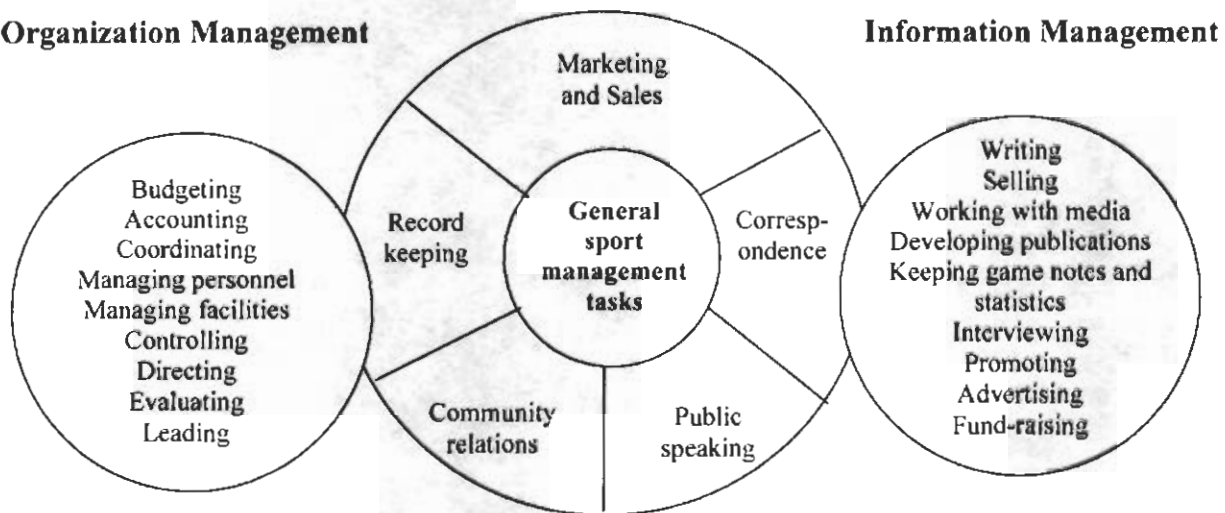 Organization Management
Information Management
Marketing
and Sales
Budgeting
Accounting
Coordinating
Managing personnel
Managing facilities
Controlling
Directing
Evaluating
Leading
Record
keeping
General
sport
management
tasks
Corresp-
ondence
Community
relations
Public
speaking
Writing
Selling
Working with media
Developing publications
Keeping game notes and
statistics
Interviewing
Promoting
Advertising
Fund-raising